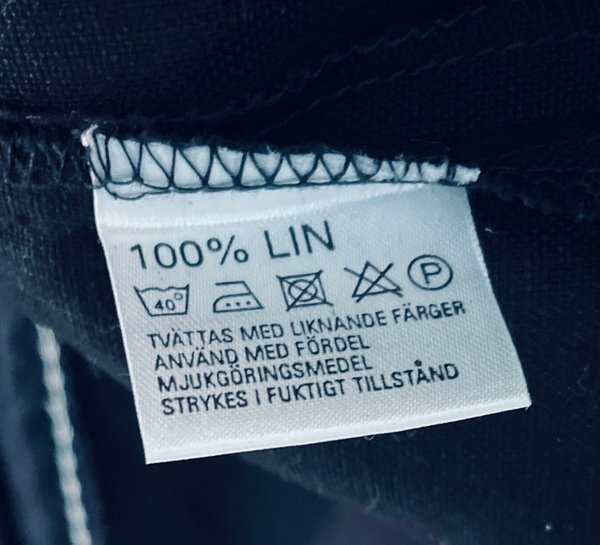 100% LIN
40° P
TVÄTTAS MED LIKNANDE FÄRGER
ANVÄND MED FÖRDEL
MJUKGÖRINGSMEDEL
STRYKES I FUKTIGT TILLSTÅND